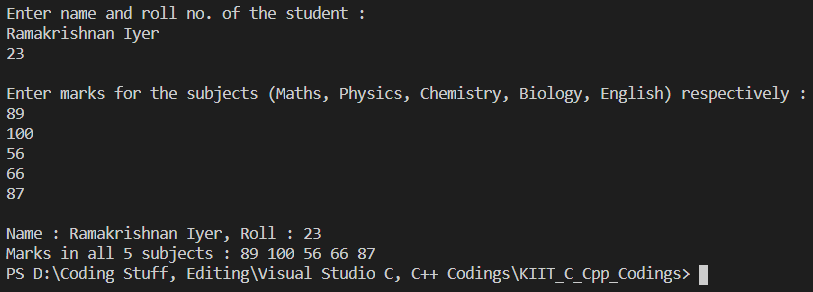 Enter name and roll no. of the student :
Ramakrishnan Iyer
23
Enter marks for the subjects (Maths, Physics, Chemistry, Biology, English) respectively :
89
100
56
66
87
Name : Ramakrishnan Iyer, Roll : 23
Marks in all 5 subjects : 89 100 56 66 87
PS D:\Coding Stuff, Editing\Visual Studio C, C++ Codings\KIIT_C_Cpp_Codings>